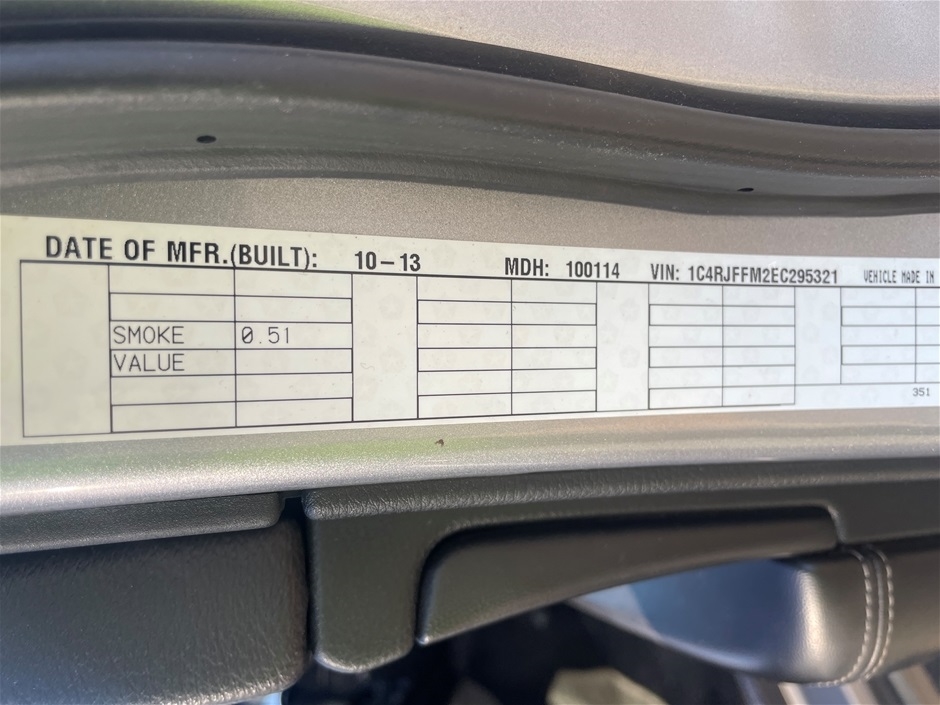 DATE OF MFR.(BUILT): 10-13 MDH: 100114 VIN: 1C4RJFFM2EC295321 VEHICLE MADE IN
SMOKE 0.51
VALUE
351